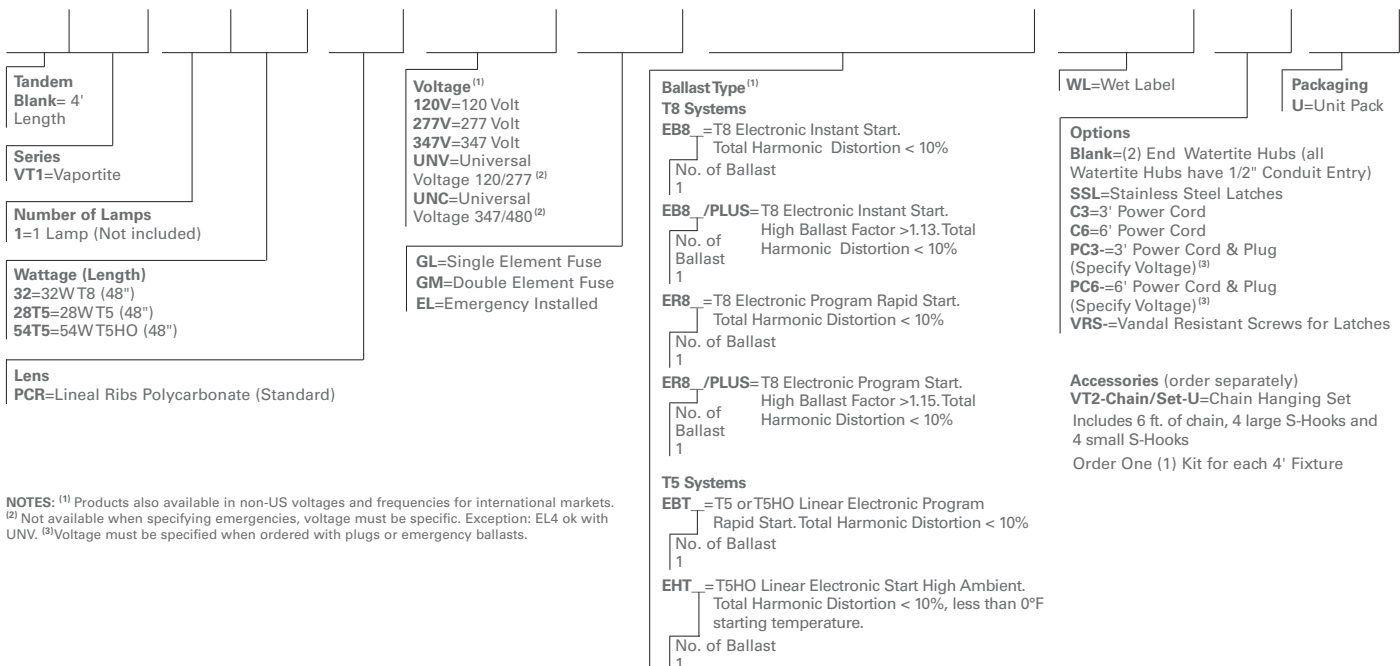 Tandem
Blank= 4'
Length
Series
VT1=Vaportite
Number of Lamps
1=1 Lamp (Not included)
Wattage (Length)
32=32W T8 (48")
28T5=28W T5 (48")
54T5=54W T5HO (48")
Lens
PCR=Lineal Ribs Polycarbonate (Standard)
Voltage (1)
120V=120 Volt
277V=277 Volt
347V=347 Volt
UNV=Universal
Voltage 120/277 (2)
UNC=Universal
Voltage 347/480 (2)
GL=Single Element Fuse
GM=Double Element Fuse
EL=Emergency Installed
Ballast Type (1)
T8 Systems
EB8__=T8 Electronic Instant Start.
Total Harmonic Distortion < 10%
No. of Ballast
1
EB8__/PLUS= T8 Electronic Instant Start.
High Ballast Factor >1.13. Total
Harmonic Distortion < 10%
No. of
Ballast
1
ER8__=T8 Electronic Program Rapid Start.
Total Harmonic Distortion < 10%
No. of Ballast
1
ER8__/PLUS= T8 Electronic Program Start.
High Ballast Factor >1.15. Total
Harmonic Distortion < 10%
No. of
Ballast
1
T5 Systems
EBT__=T5 or T5HO Linear Electronic Program
Rapid Start. Total Harmonic Distortion < 10%
No. of Ballast
1
EHT__=T5HO Linear Electronic Start High Ambient.
Total Harmonic Distortion < 10%, less than 0°F
starting temperature.
No. of Ballast
1
WL=Wet Label
Options
Blank=(2) End Watertite Hubs (all
Watertite Hubs have 1/2" Conduit Entry)
SSL=Stainless Steel Latches
C3=3' Power Cord
C6=6' Power Cord
PC3-=3' Power Cord & Plug
(Specify Voltage) (3)
PC6-=6' Power Cord & Plug
(Specify Voltage) (3)
VRS-=Vandal Resistant Screws for Latches
Packaging
U=Unit Pack
Accessories (order separately)
VT2-Chain/Set-U=Chain Hanging Set
Includes 6 ft. of chain, 4 large S-Hooks and
4 small S-Hooks
Order One (1) Kit for each 4' Fixture
NOTES: (1) Products also available in non-US voltages and frequencies for international markets.
(2) Not available when specifying emergencies, voltage must be specific. Exception: EL4 ok with
UNV. (3)Voltage must be specified when ordered with plugs or emergency ballasts.